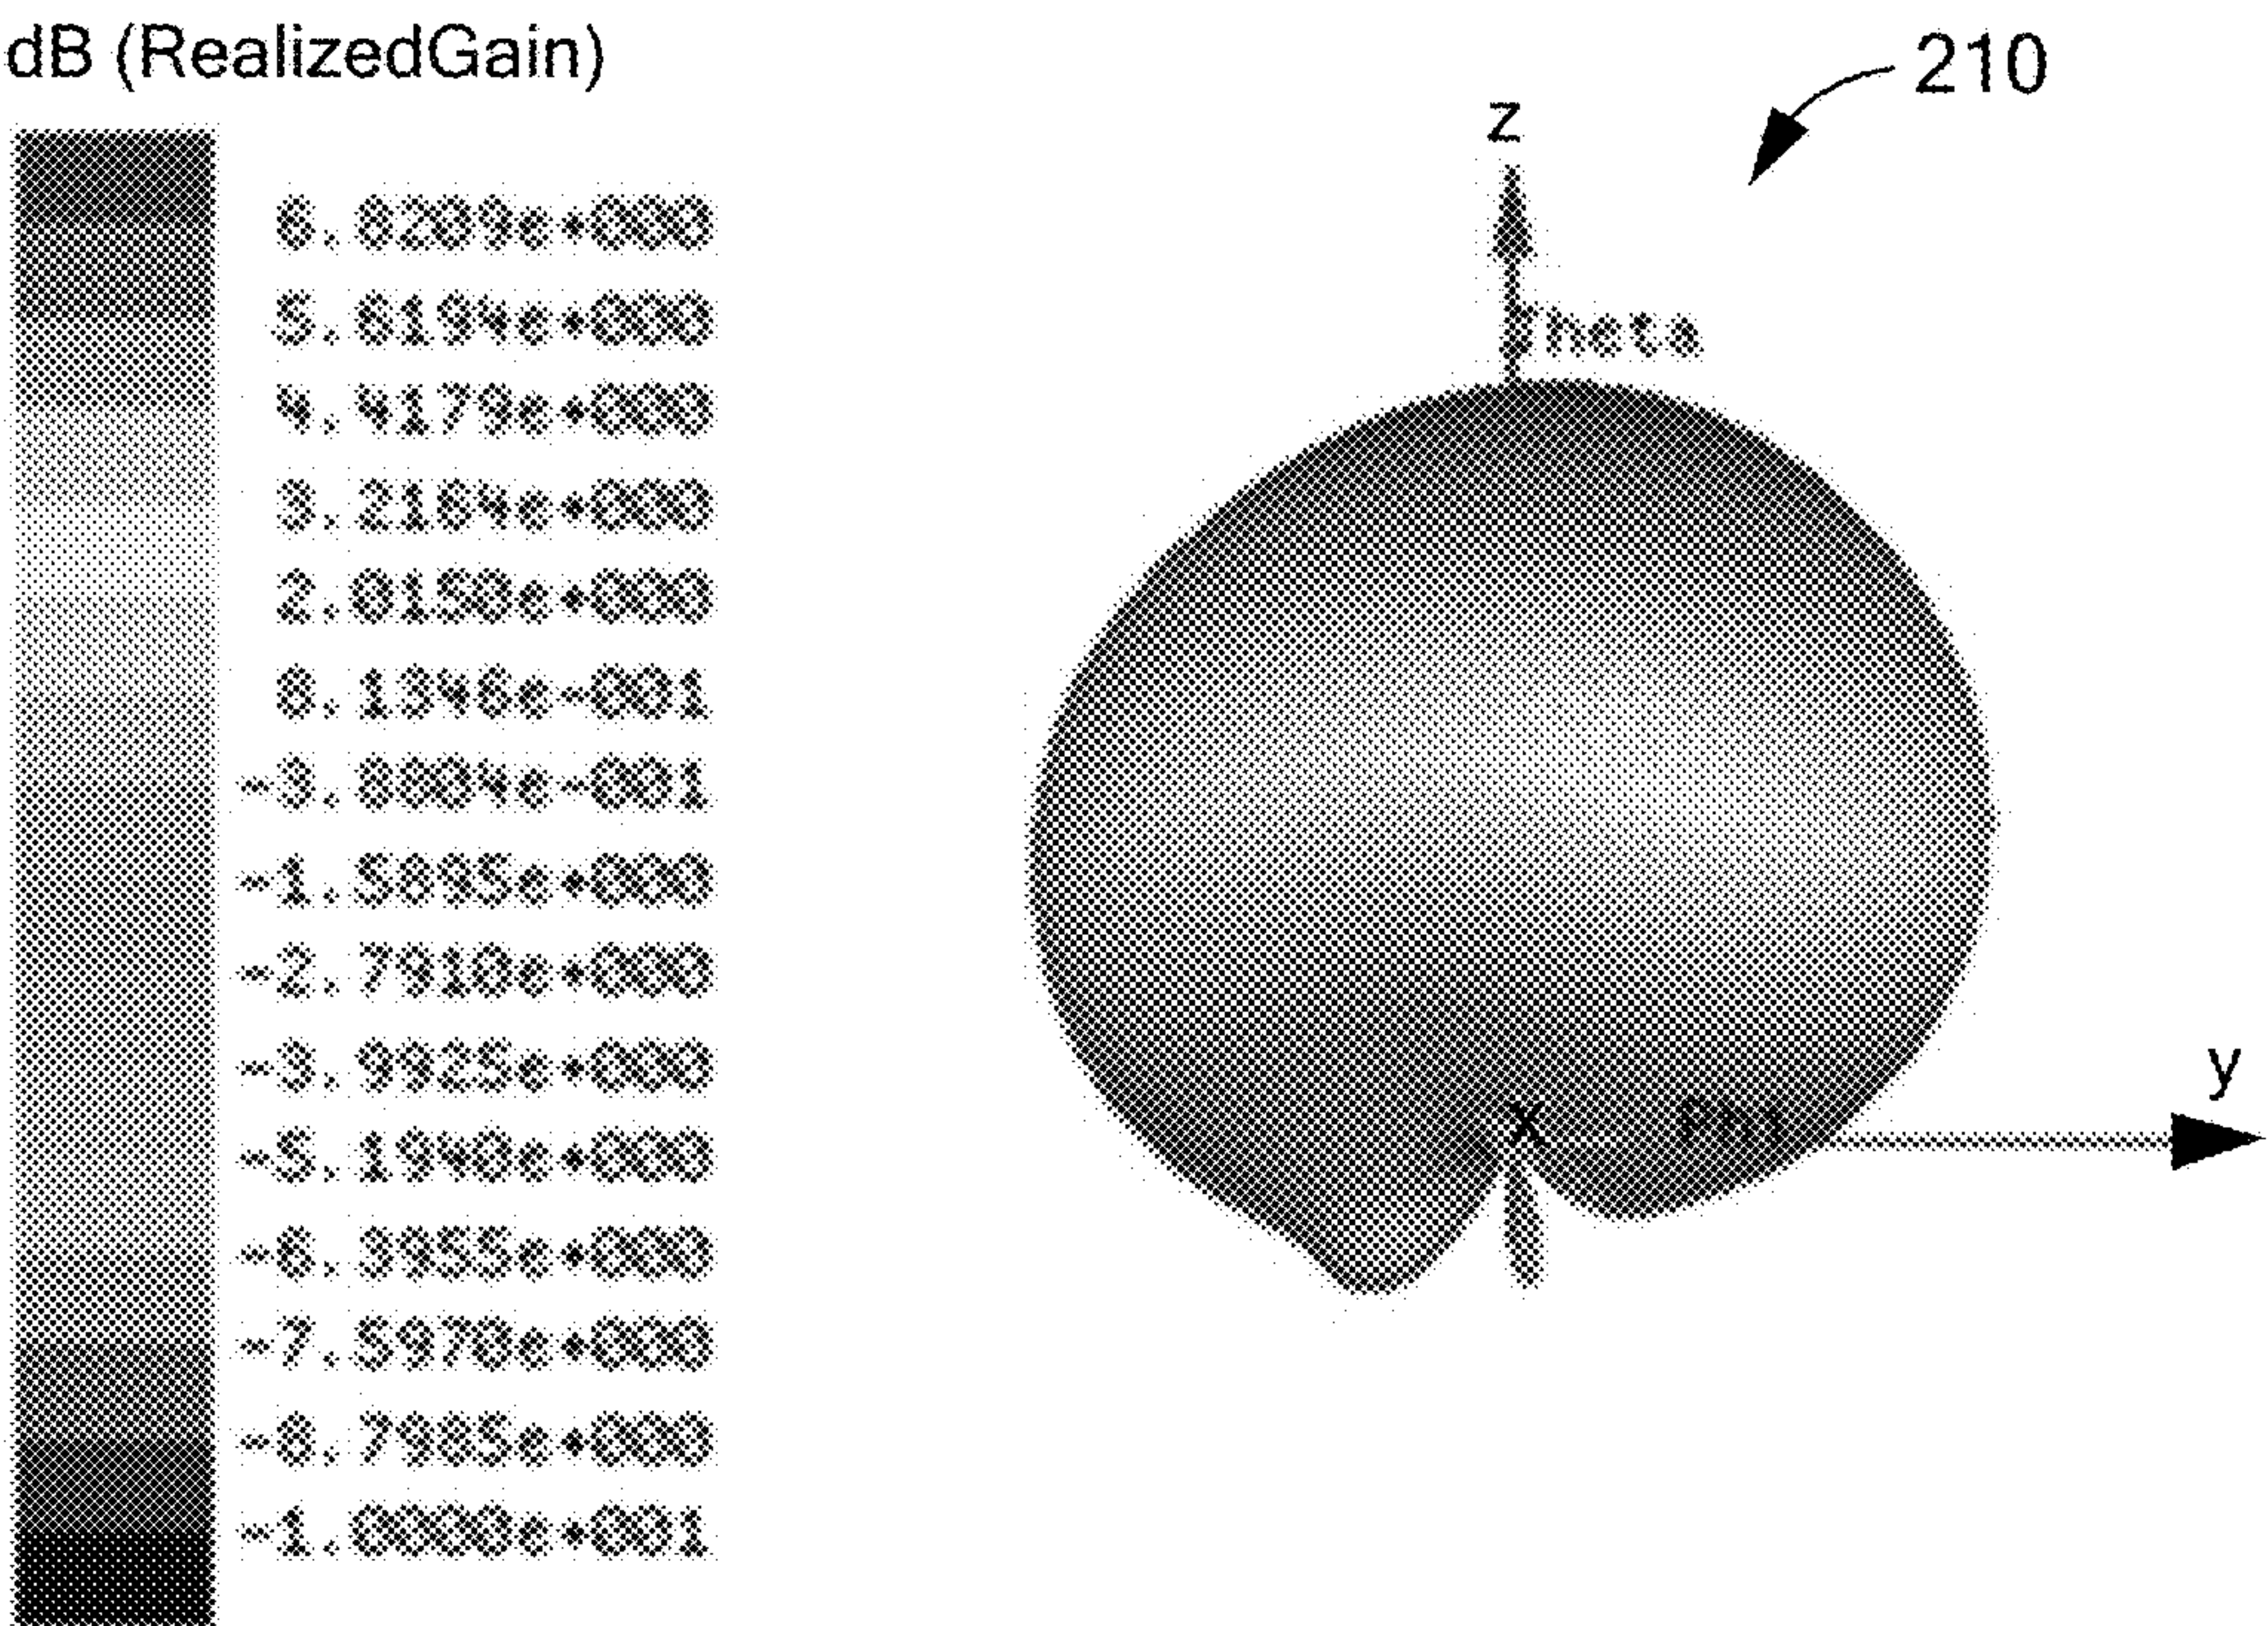 dB (RealizedGain)
210
z
6.8209e+000
5.6194e+000
Theta
4.4179e+000
3.2164e+000
2.0150e+000
8.1346e-001
-3.8804e-001
-1.5895e+000
-2.7910e+000
-3.9925e+000
y
x
Phi
-5.1940e+000
-6.3955e+000
-7.5970e+000
-8.7985e+000
-1.0000e+001